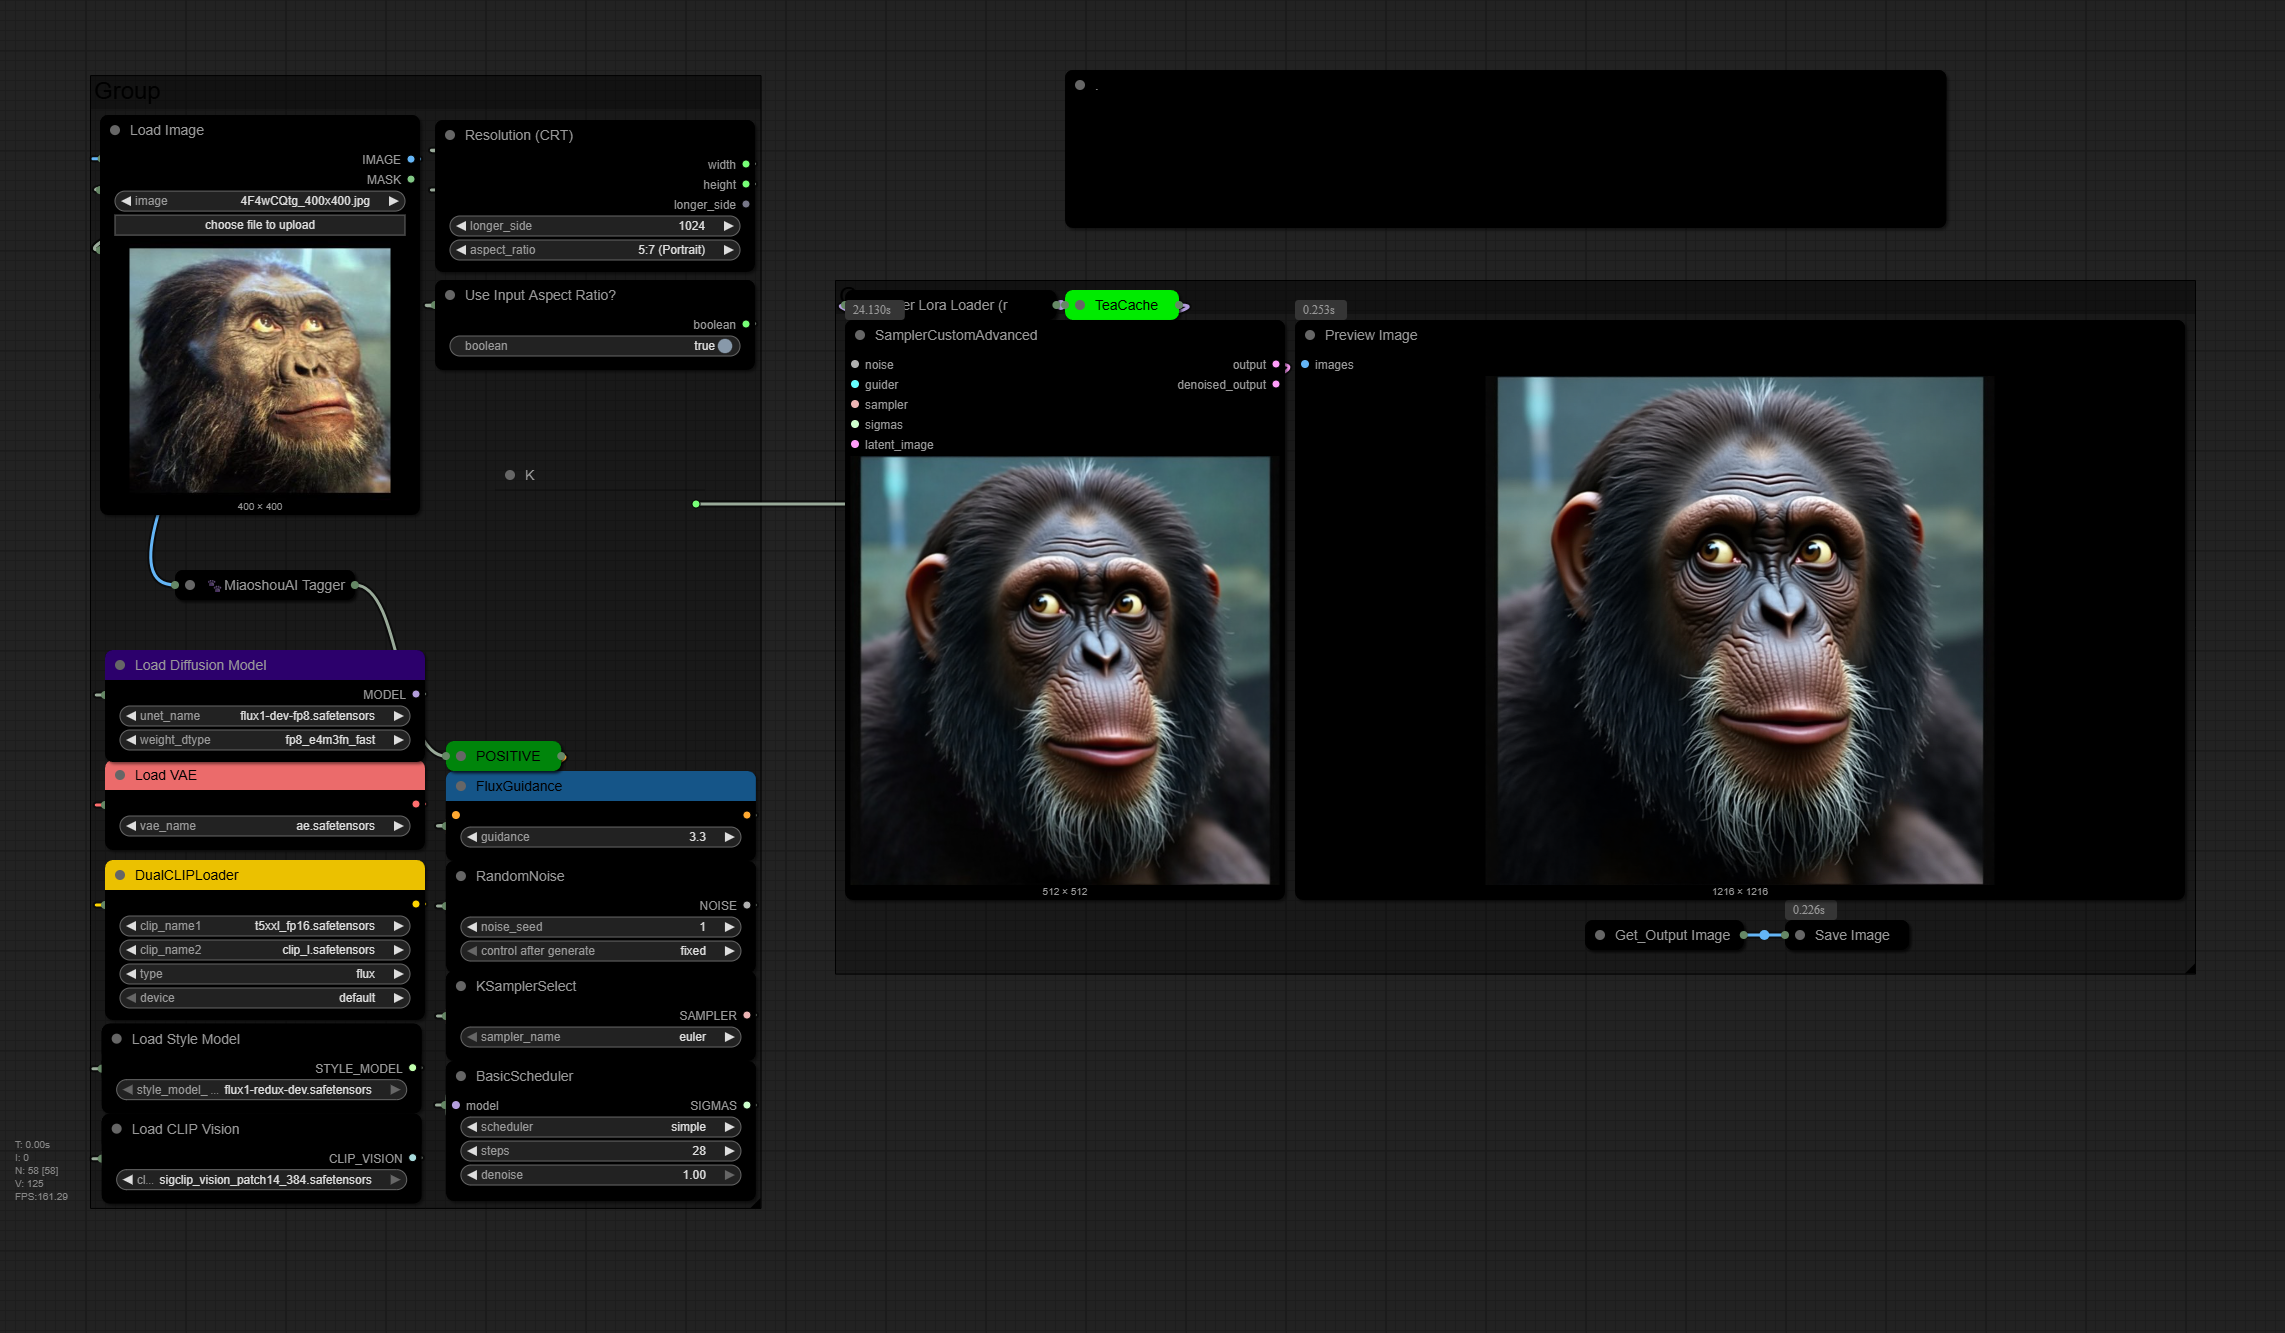 Group
Load Image
IMAGE
MASK
image 4F4wCQtg_400x400.jpg
choose file to upload
400 × 400
Resolution (CRT)
width
height
longer_side
longer_side 1024
aspect_ratio 5:7 (Portrait)
Use Input Aspect Ratio?
boolean
boolean true
K
MiaoshouAI Tagger
Load Diffusion Model
MODEL
unet_name flux1-dev-fp8.safetensors
weight_dtype fp8_e4m3fn_fast
Load VAE
vae_name ae.safetensors
DualCLIPLoader
clip_name1 t5xxl_fp16.safetensors
clip_name2 clip_l.safetensors
type flux
device default
Load Style Model
STYLE_MODEL
style_model_ ... flux1-redux-dev.safetensors
Load CLIP Vision
CLIP_VISION
cl... sigclip_vision_patch14_384.safetensors
POSITIVE
FluxGuidance
guidance 3.3
RandomNoise
NOISE
noise_seed 1
control after generate fixed
KSamplerSelect
SAMPLER
sampler_name euler
BasicScheduler
model SIGMAS
scheduler simple
steps 28
denoise 1.00
T: 0.00s
I: 0
N: 58 [58]
V: 125
FPS:161.29
.
er Lora Loader (r
TeaCache
24.130s
SamplerCustomAdvanced
noise output
guider denoised_output
sampler
sigmas
latent_image
512 × 512
0.253s
Preview Image
images
1216 × 1216
0.226s
Get_Output Image
Save Image